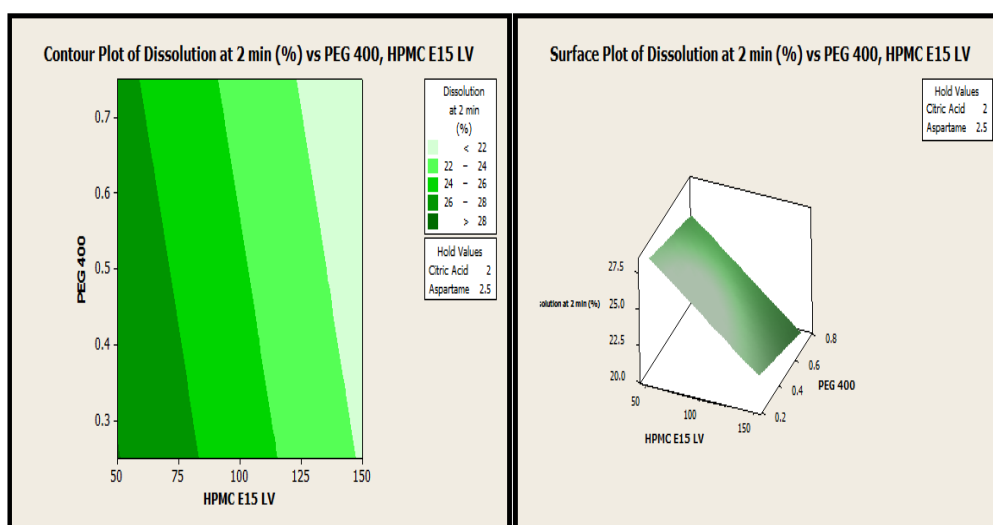 Contour Plot of Dissolution at 2 min (%) vs PEG 400, HPMC E15 LV
0.7
0.6
0.5
0.4
0.3
PEG 400
50 75 100 125 150
HPMC E15 LV
Dissolution
at 2 min
(%)
< 22
22 – 24
24 – 26
26 – 28
> 28
Hold Values
Citric Acid 2
Aspartame 2.5
Surface Plot of Dissolution at 2 min (%) vs PEG 400, HPMC E15 LV
Hold Values
Citric Acid 2
Aspartame 2.5
27.5
25.0
22.5
20.0
solution at 2 min (%)
50
100
150
HPMC E15 LV
0.8
0.6
0.4
0.2
PEG 400